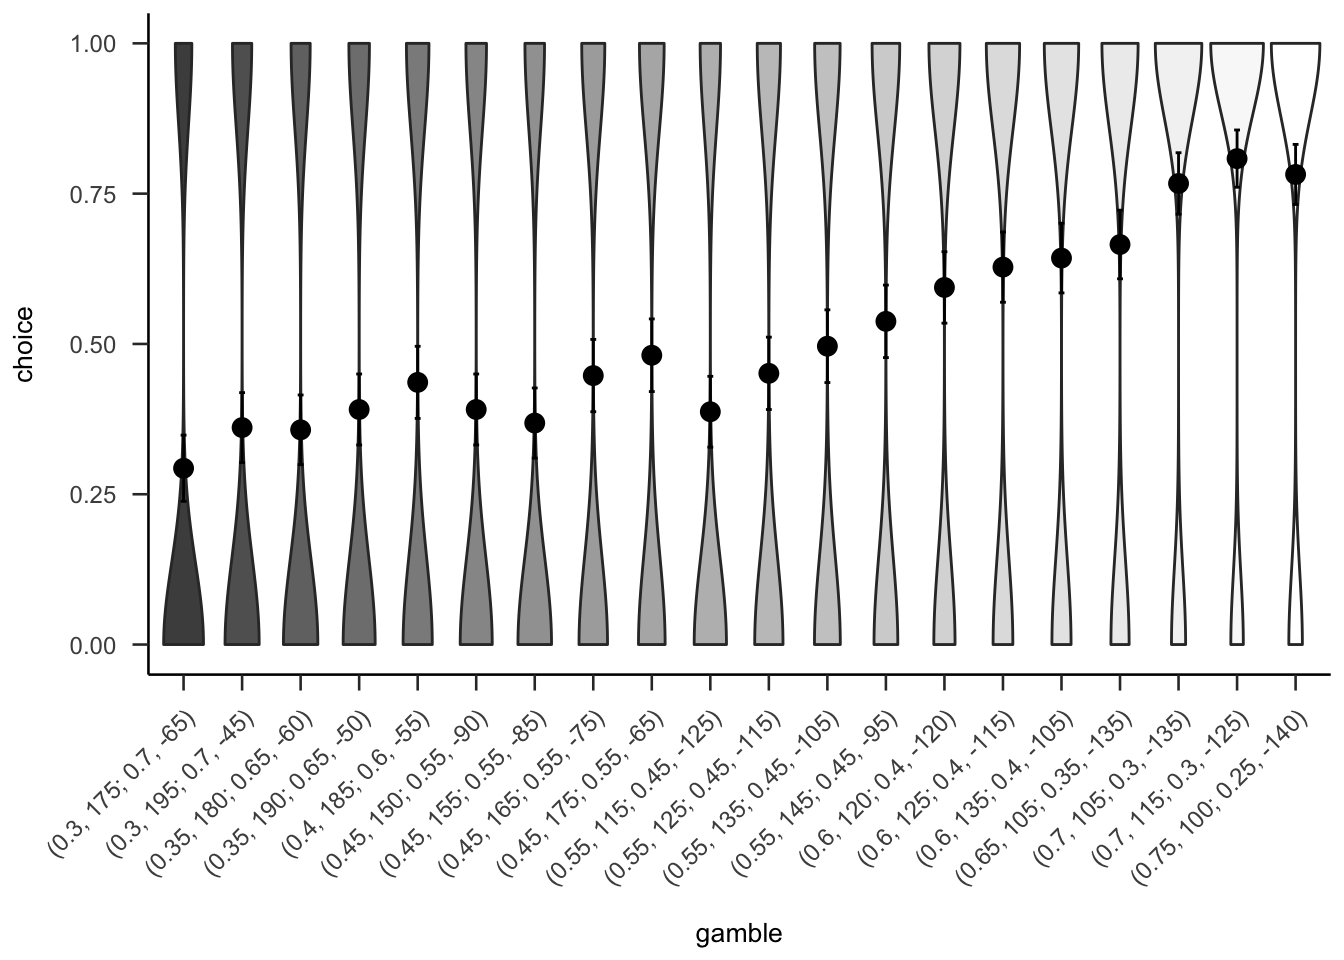 1.00
0.75
0.50
0.25
0.00
choice
(0.3, 175; 0.7, -65)
(0.3, 195; 0.7, -45)
(0.35, 180; 0.65, -60)
(0.35, 190; 0.65, -50)
(0.4, 185; 0.6, -55)
(0.45, 150; 0.55, -90)
(0.45, 155; 0.55, -85)
(0.45, 165; 0.55, -75)
(0.45, 175; 0.55, -65)
(0.55, 115; 0.45, -125)
(0.55, 125; 0.45, -115)
(0.55, 135; 0.45, -105)
(0.55, 145; 0.45, -95)
(0.6, 120; 0.4, -120)
(0.6, 125; 0.4, -115)
(0.6, 135; 0.4, -105)
(0.65, 105; 0.35, -135)
(0.7, 105; 0.3, -135)
(0.7, 115; 0.3, -125)
(0.75, 100; 0.25, -140)
gamble